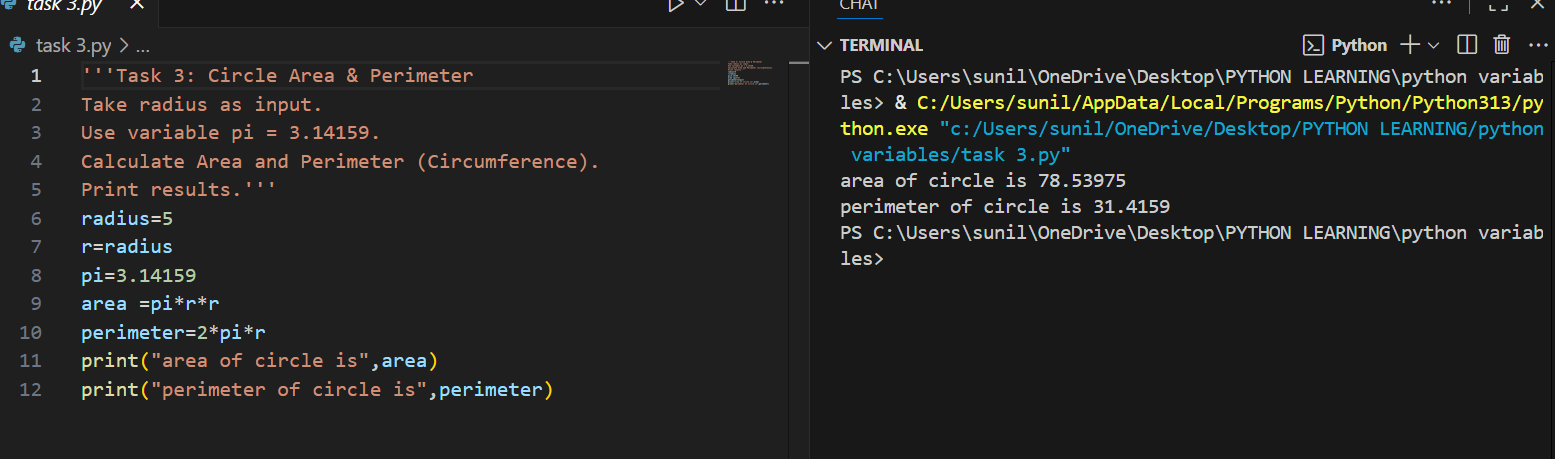 task 3.py
CHAT
task 3.py > ...
TERMINAL
Python
1 '''Task 3: Circle Area & Perimeter
2 Take radius as input.
3 Use variable pi = 3.14159.
4 Calculate Area and Perimeter (Circumference).
5 Print results.'''
6 radius=5
7 r=radius
8 pi=3.14159
9 area =pi*r*r
10 perimeter=2*pi*r
11 print("area of circle is",area)
12 print("perimeter of circle is",perimeter)
PS C:\Users\sunil\OneDrive\Desktop\PYTHON LEARNING\python variab
les> & C:/Users/sunil/AppData/Local/Programs/Python/Python313/py
thon.exe "c:/Users/sunil/OneDrive/Desktop/PYTHON LEARNING/python
variables/task 3.py"
area of circle is 78.53975
perimeter of circle is 31.4159
PS C:\Users\sunil\OneDrive\Desktop\PYTHON LEARNING\python variab
les>